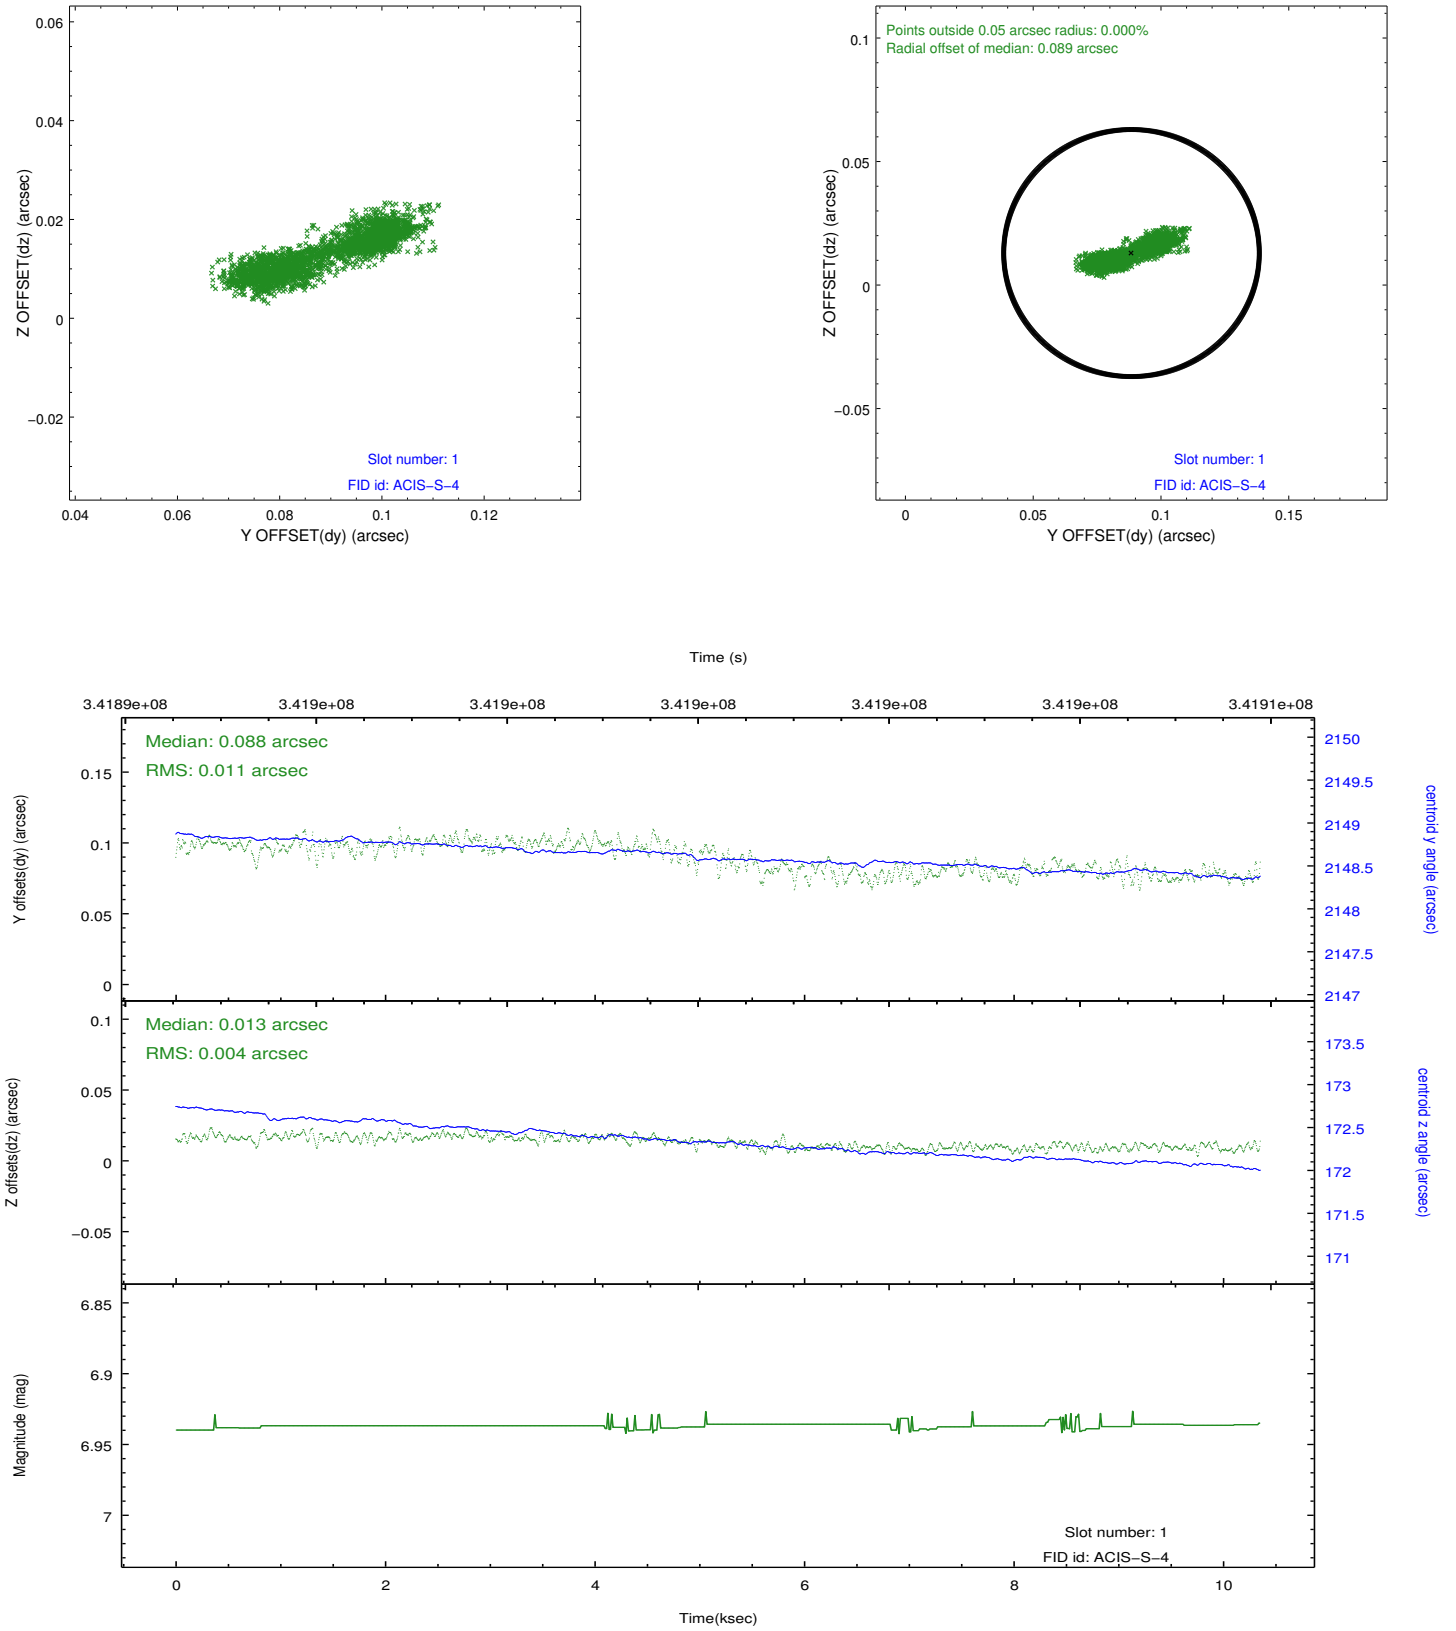 0.06
0.04
0.02
0
−0.02
Z OFFSET(dz) (arcsec)
Slot number: 1
FID id: ACIS−S−4
0.04 0.06 0.08 0.1 0.12
Y OFFSET(dy) (arcsec)
Points outside 0.05 arcsec radius: 0.000%
Radial offset of median: 0.089 arcsec
0.1
0.05
0
−0.05
Z OFFSET(dz) (arcsec)
Slot number: 1
FID id: ACIS−S−4
0 0.05 0.1 0.15
Y OFFSET(dy) (arcsec)
Time (s)
3.4189e+08 3.419e+08 3.419e+08 3.419e+08 3.419e+08 3.419e+08 3.4191e+08
Median: 0.088 arcsec
RMS: 0.011 arcsec
0.15
0.1
0.05
0
Y offsets(dy) (arcsec)
2150
2149.5
2149
2148.5
2148
2147.5
2147
centroid y angle (arcsec)
Median: 0.013 arcsec
RMS: 0.004 arcsec
0.1
0.05
0
−0.05
Z offsets(dz) (arcsec)
173.5
173
172.5
172
171.5
171
centroid z angle (arcsec)
6.85
6.9
6.95
7
Magnitude (mag)
Slot number: 1
FID id: ACIS−S−4
0 2 4 6 8 10
Time(ksec)